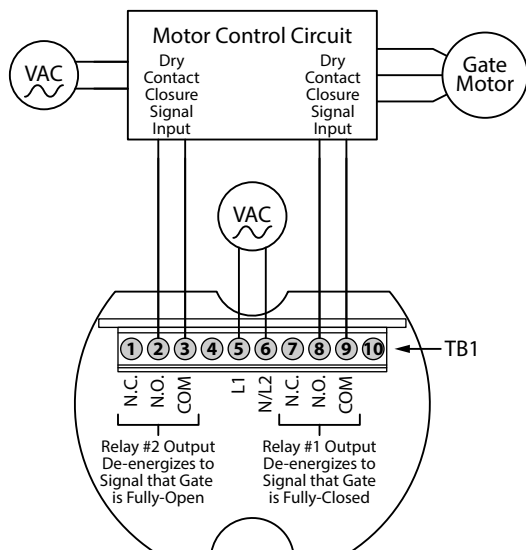 Motor Control Circuit
Dry
Contact
Closure
Signal
Input
Dry
Contact
Closure
Signal
Input
VAC
Gate
Motor
VAC
1 2 3 4 5 6 7 8 9 10
TB1
N.C.
N.O.
COM
L1
N/L2
N.C.
N.O.
COM
Relay #2 Output
De-energizes to
Signal that Gate
is Fully-Open
Relay #1 Output
De-energizes to
Signal that Gate
is Fully-Closed